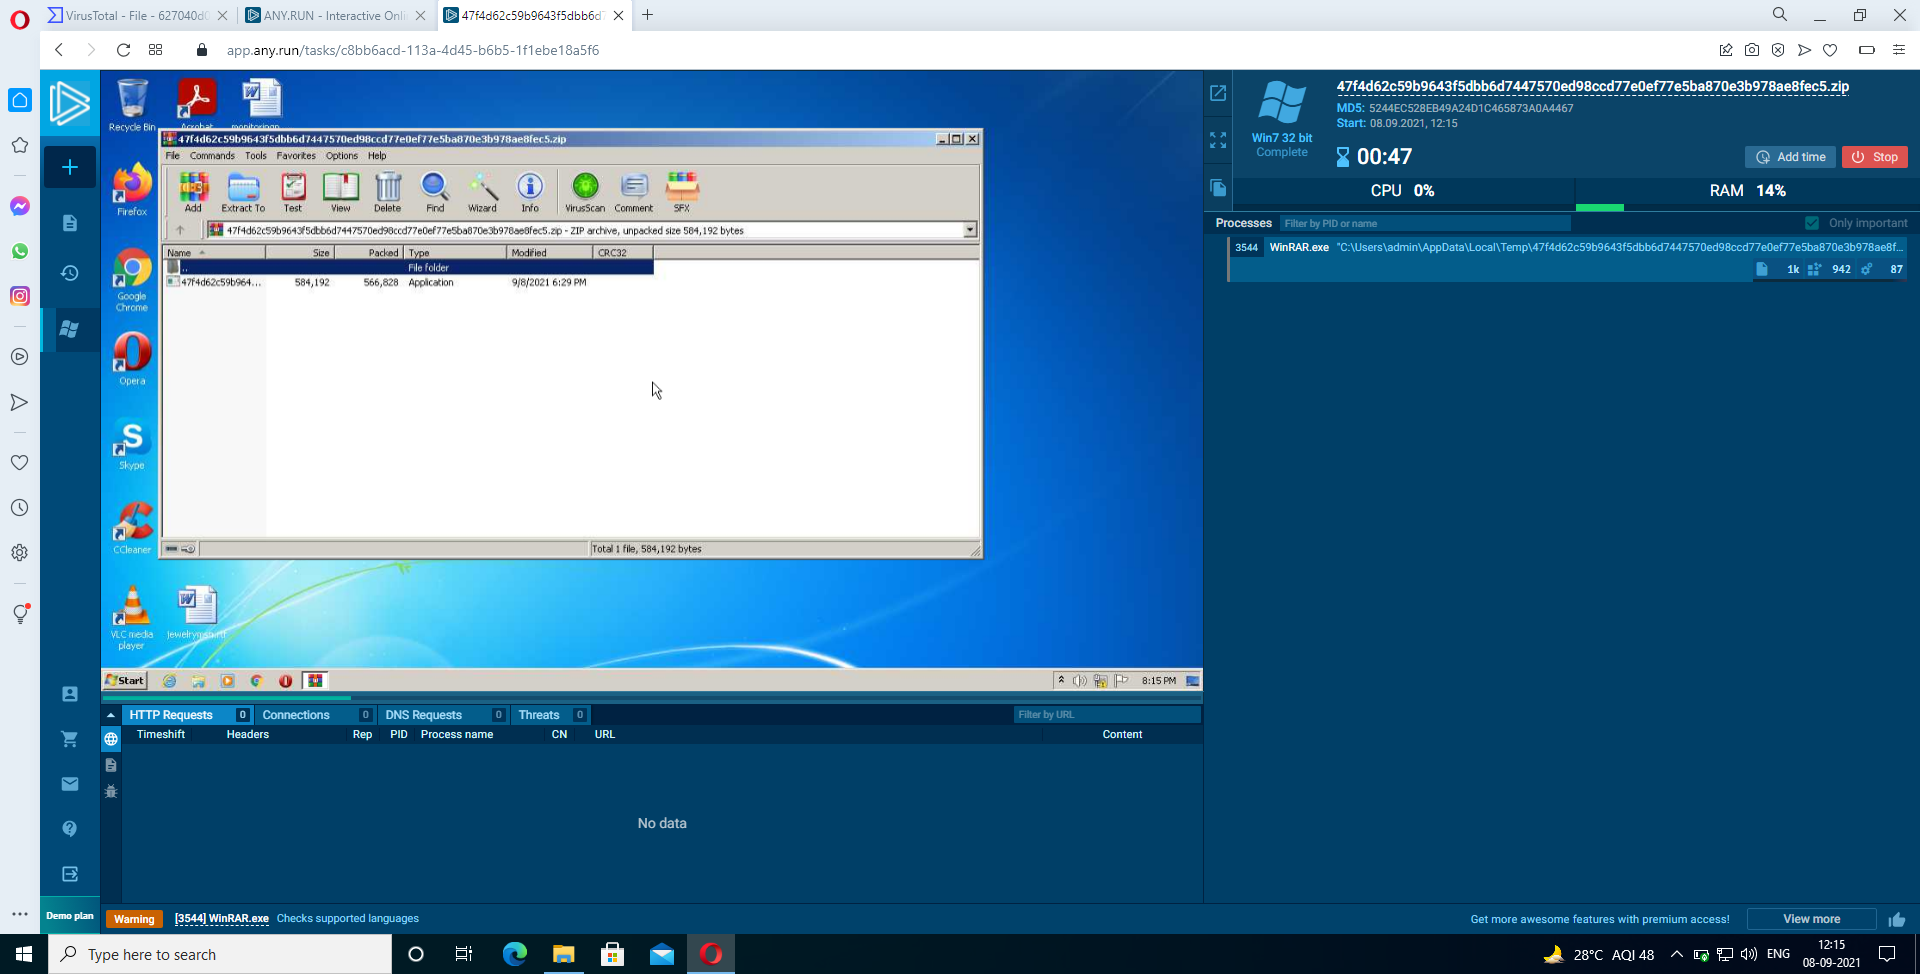 VirusTotal - File - 627040d0
ANY.RUN - Interactive Onli
47f4d62c59b9643f5dbb6d7
app.any.run/tasks/c8bb6acd-113a-4d45-b6b5-1f1ebe18a5f6
Recycle Bin
Acrobat
Firefox
Google
Chrome
Opera
Skype
CCleaner
VLC media
player
47f4d62c59b9643f5dbb6d7447570ed98ccd77e0ef77e5ba870e3b978ae8fec5.zip
File Commands Tools Favorites Options Help
Add Extract To Test View Delete Find Wizard Info VirusScan Comment SFX
47f4d62c59b9643f5dbb6d7447570ed98ccd77e0ef77e5ba870e3b978ae8fec5.zip - ZIP archive, unpacked size 584,192 bytes
Name Size Packed Type Modified CRC32
.. File folder
47f4d62c59b964... 584,192 566,828 Application 9/8/2021 6:29 PM
Total 1 file, 584,192 bytes
Start
8:15 PM
47f4d62c59b9643f5dbb6d7447570ed98ccd77e0ef77e5ba870e3b978ae8fec5.zip
MD5: 5244EC528EB49A24D1C465873A0A4467
Start: 08.09.2021, 12:15
Win7 32 bit
Complete
00:47
Add time
Stop
CPU 0%
RAM 14%
Processes
Filter by PID or name
Only important
3544 WinRAR.exe "C:\Users\admin\AppData\Local\Temp\47f4d62c59b9643f5dbb6d7447570ed98ccd77e0ef77e5ba870e3b978ae8f...
1k 942 87
HTTP Requests 0 Connections 0 DNS Requests 0 Threats 0
Filter by URL
Timeshift Headers Rep PID Process name CN URL Content
No data
Demo plan
Warning [3544] WinRAR.exe Checks supported languages
Get more awesome features with premium access!
View more
Type here to search
28°C AQI 48
ENG
12:15
08-09-2021